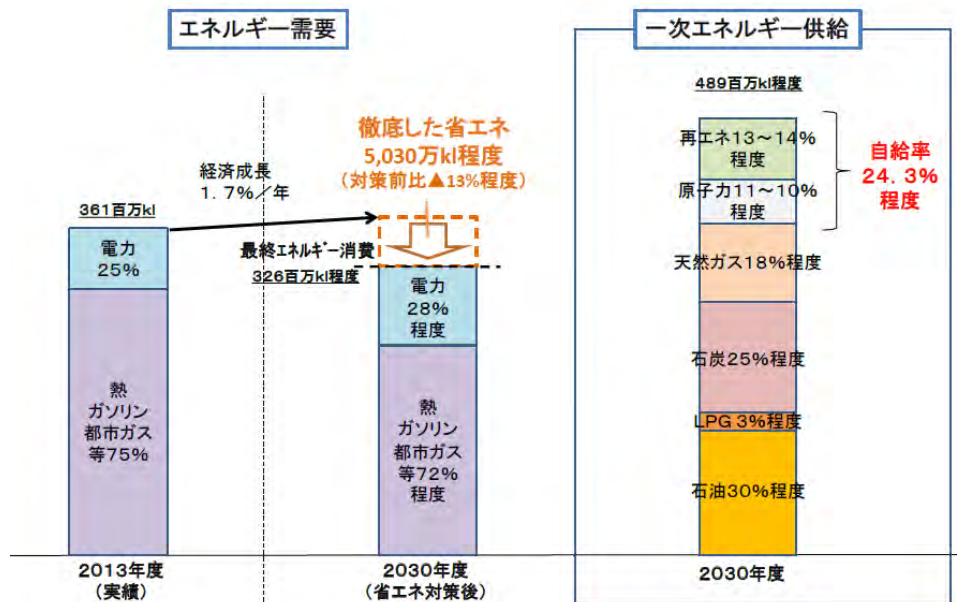 エネルギー需要
一次エネルギー供給
361百万kl
電力
25%
熱
ガソリン
都市ガス
等75%
2013年度
(実績)
経済成長
1.7%/年
徹底した省エネ
5,030万kl程度
(対策前比▲13%程度)
最終エネルギー消費
326百万kl程度
電力
28%
程度
熱
ガソリン
都市ガス
等72%
程度
2030年度
(省エネ対策後)
489百万kl程度
再エネ13~14%
程度
原子力11~10%
程度
天然ガス18%程度
石炭25%程度
LPG 3%程度
石油30%程度
2030年度
自給率
24.3%
程度